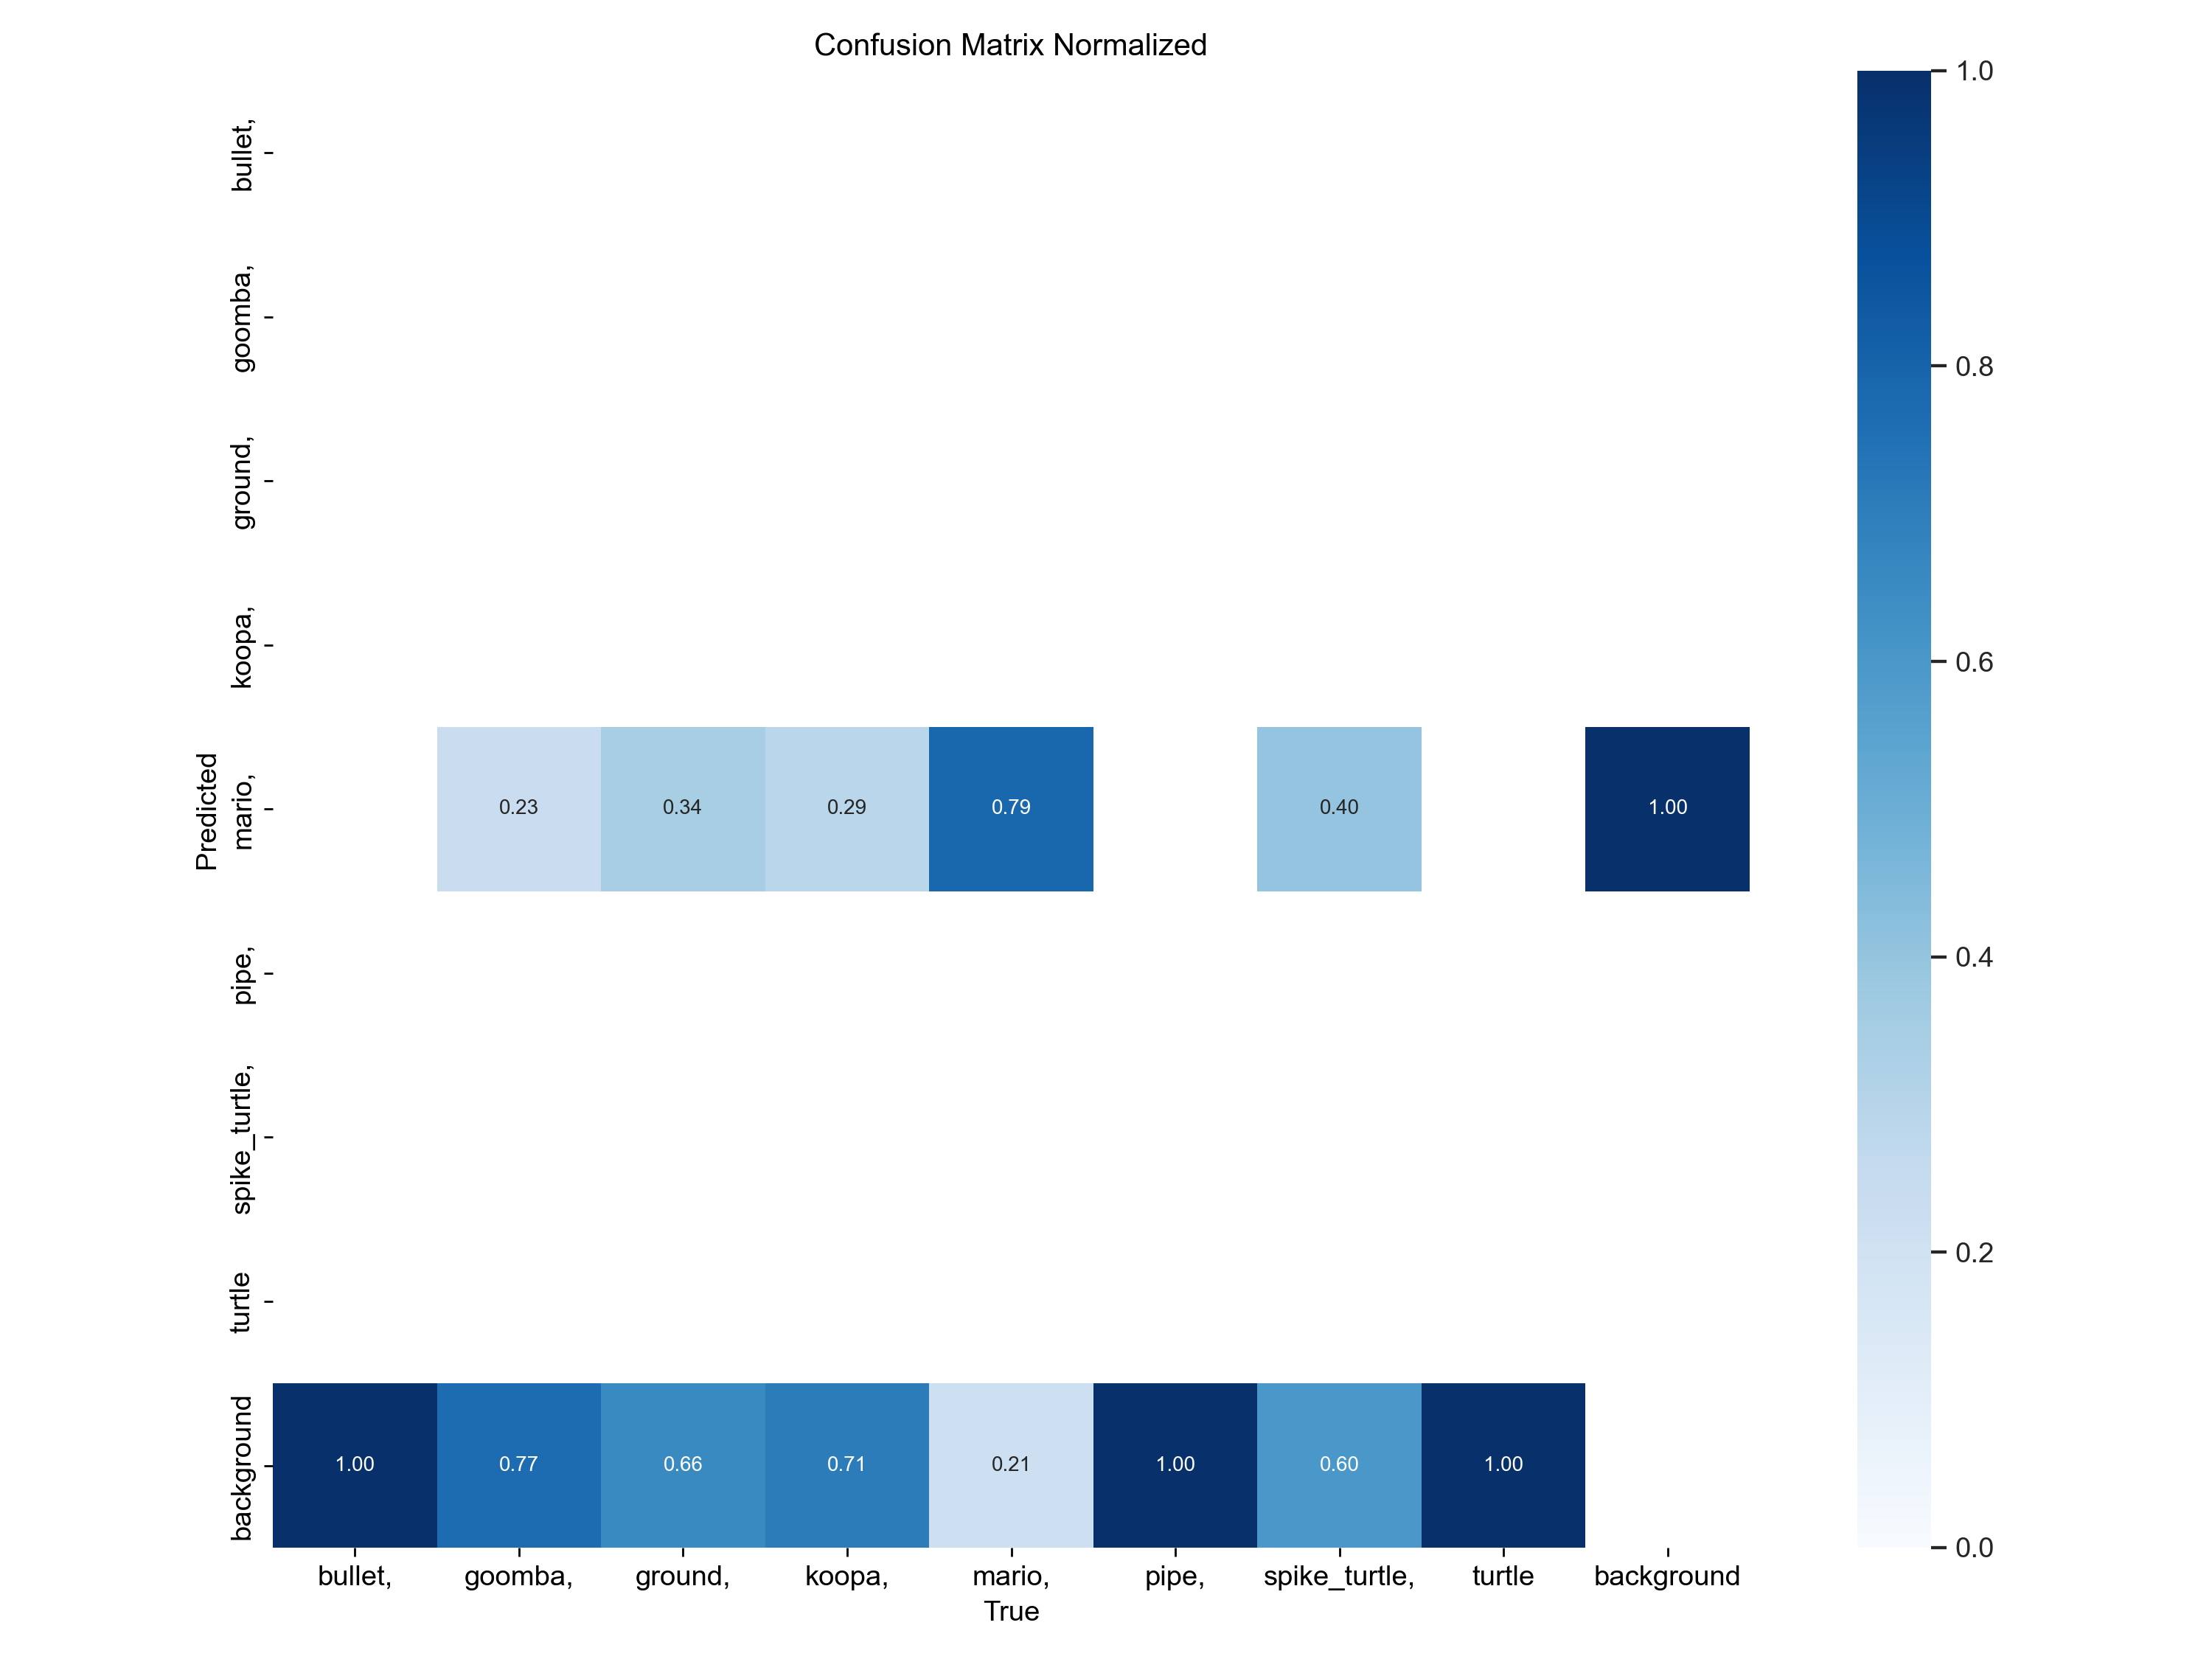 Confusion Matrix Normalized
Predicted
bullet,
goomba,
ground,
koopa,
mario,
pipe,
spike_turtle,
turtle
background
0.23 0.34 0.29 0.79 0.40 1.00
1.00 0.77 0.66 0.71 0.21 1.00 0.60 1.00
bullet, goomba, ground, koopa, mario, pipe, spike_turtle, turtle background
True
1.0
0.8
0.6
0.4
0.2
0.0